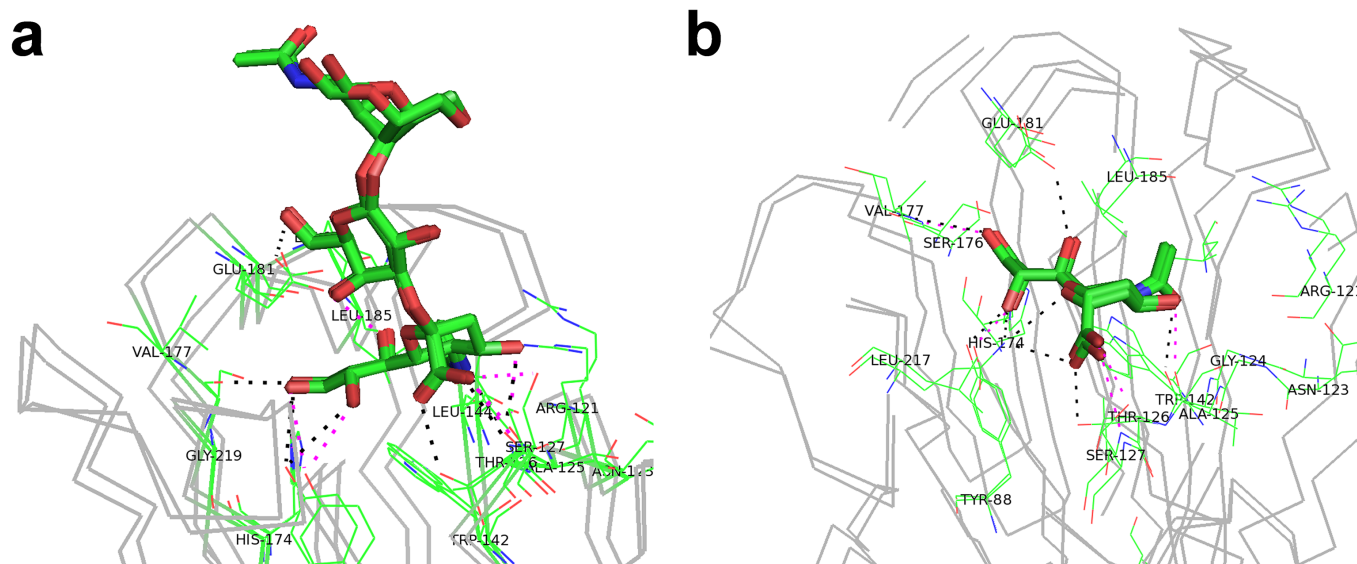 a
GLU-181
LEU-185
VAL-177
LEU-144
ARG-121
SER-127
GLY-219
HIS-174
TRP-142
b
GLU-181
LEU-185
VAL-177
SER-176
ARG-121
HIS-174
LEU-217
GLY-124
ASN-123
TRP-142
THR-126
ALA-125
SER-127
TYR-88